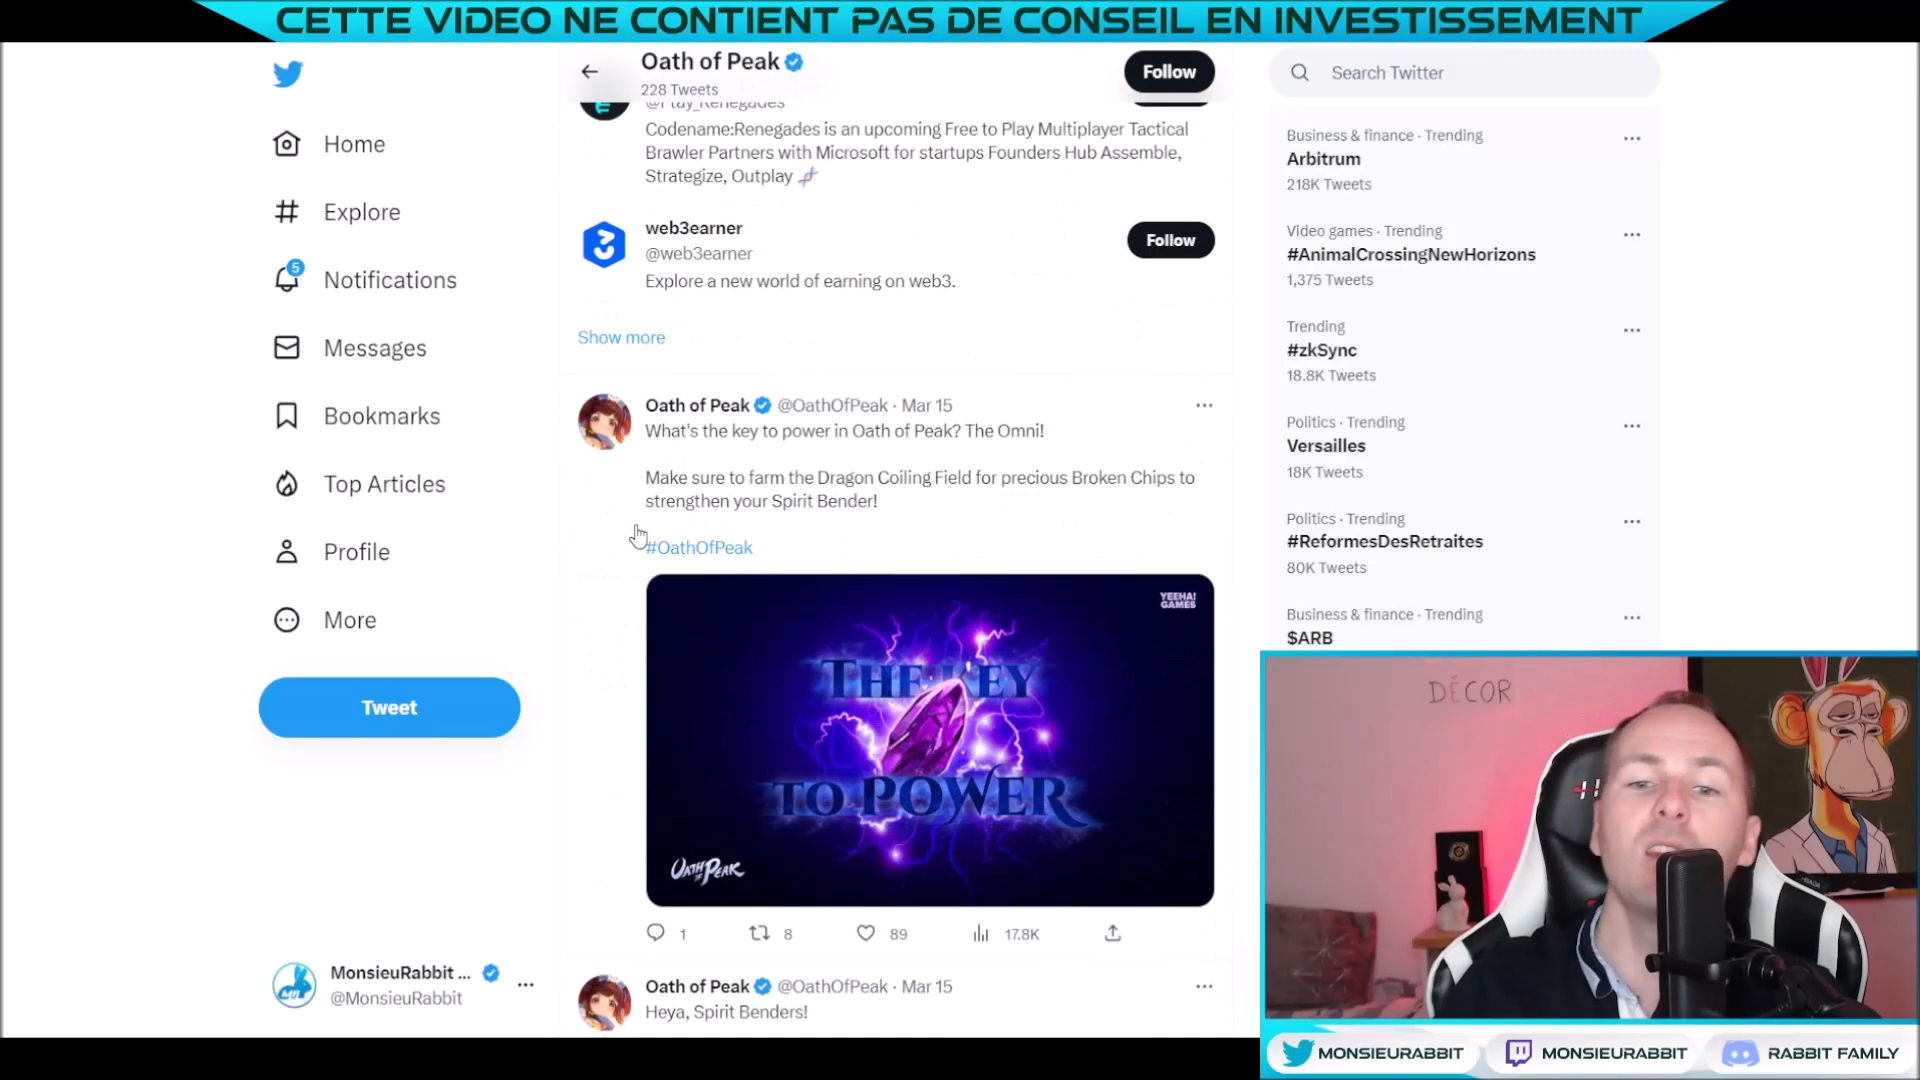 CETTE VIDEO NE CONTIENT PAS DE CONSEIL EN INVESTISSEMENT
Home
Explore
5
Notifications
Messages
Bookmarks
Top Articles
Profile
More
Tweet
MonsieuRabbit ...
@MonsieuRabbit
Oath of Peak
228 Tweets
Follow
@Play_Renegades
Codename:Renegades is an upcoming Free to Play Multiplayer Tactical
Brawler Partners with Microsoft for startups Founders Hub Assemble,
Strategize, Outplay
web3earner
@web3earner
Follow
Explore a new world of earning on web3.
Show more
Oath of Peak @OathOfPeak · Mar 15
What's the key to power in Oath of Peak? The Omni!
Make sure to farm the Dragon Coiling Field for precious Broken Chips to
strengthen your Spirit Bender!
#OathOfPeak
YEEHA!
GAMES
THE KEY
TO POWER
OATH OF PEAK
1 8 89 17.8K
Oath of Peak @OathOfPeak · Mar 15
Heya, Spirit Benders!
Search Twitter
Business & finance · Trending
Arbitrum
218K Tweets
Video games · Trending
#AnimalCrossingNewHorizons
1,375 Tweets
Trending
#zkSync
18.8K Tweets
Politics · Trending
Versailles
18K Tweets
Politics · Trending
#ReformesDesRetraites
80K Tweets
Business & finance · Trending
$ARB
DÉCOR
MONSIEURABBIT
MONSIEURABBIT
RABBIT FAMILY